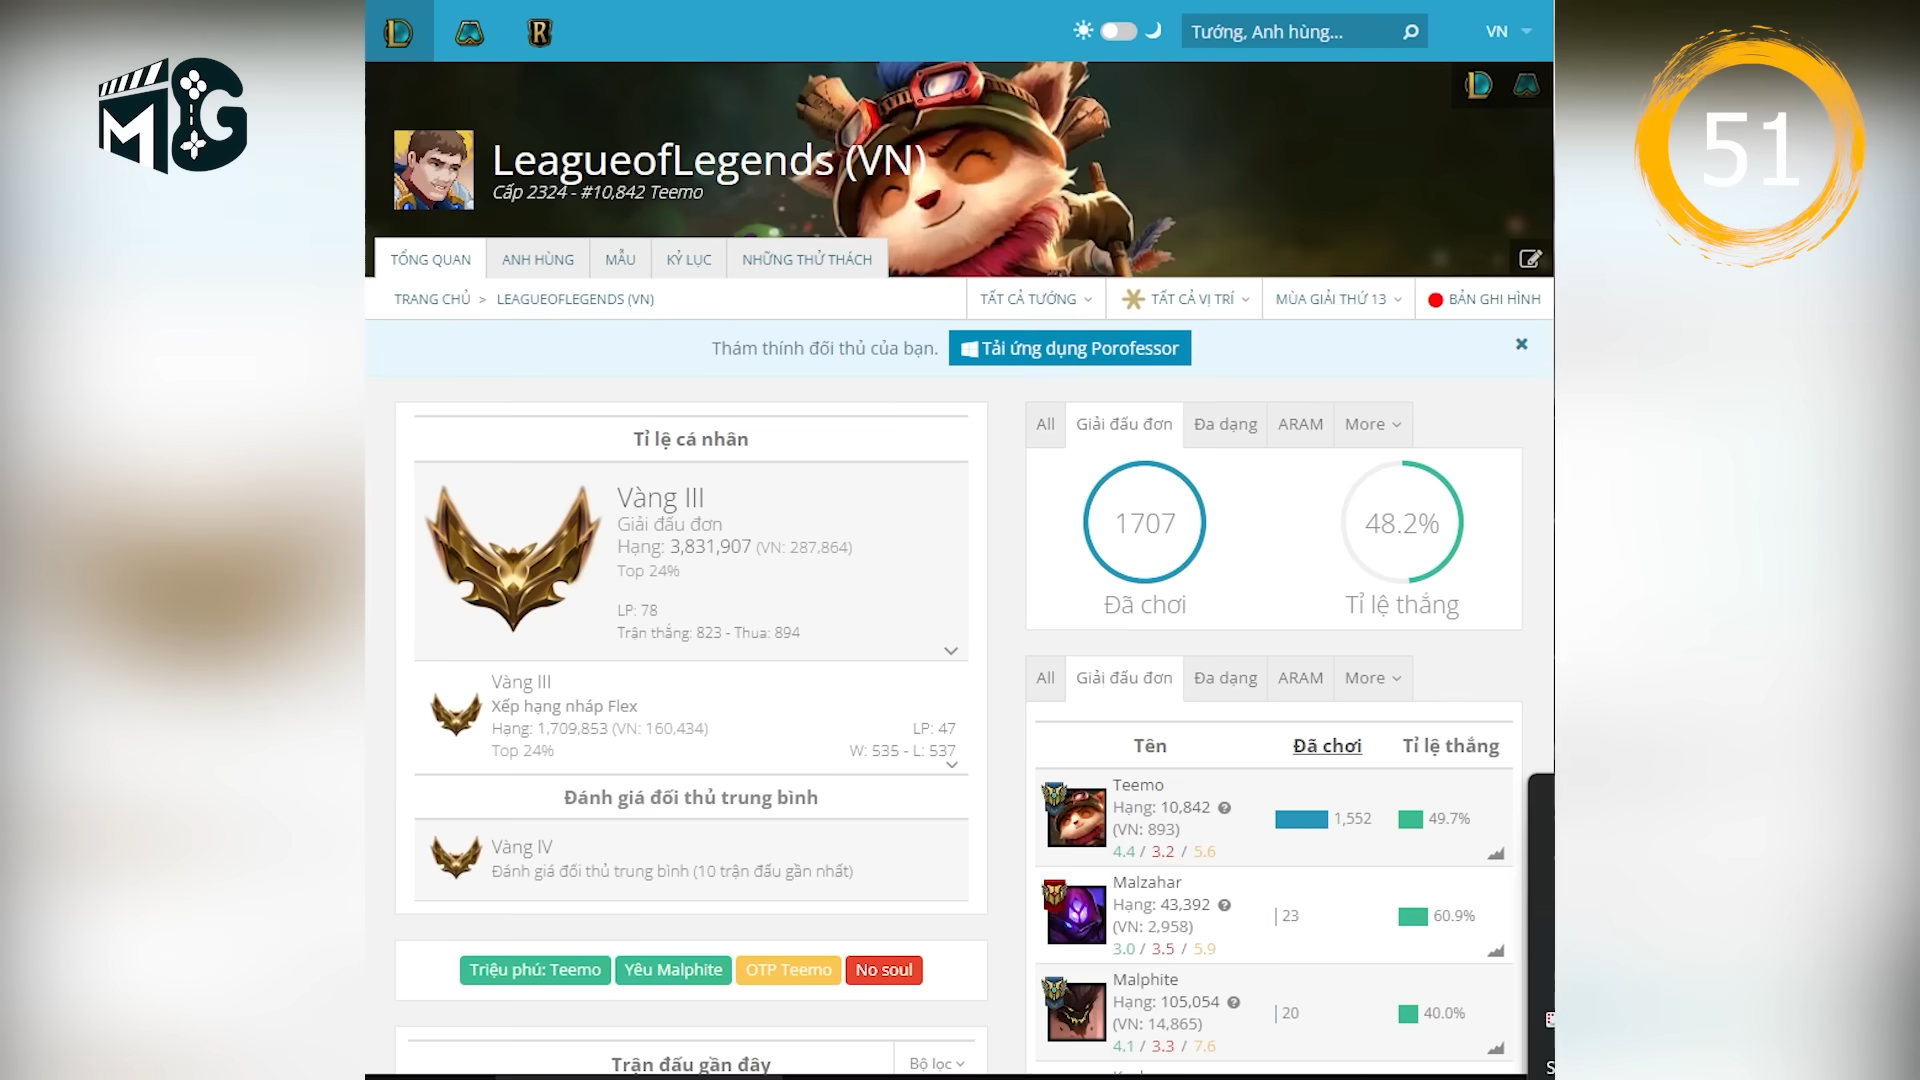 MG
Tướng, Anh hùng...
VN
51
LeagueofLegends (VN)
Cấp 2324 - #10,842 Teemo
TỔNG QUAN
ANH HÙNG
MẪU
KỶ LỤC
NHỮNG THỬ THÁCH
TRANG CHỦ > LEAGUEOFLEGENDS (VN)
TẤT CẢ TƯỚNG
TẤT CẢ VỊ TRÍ
MÙA GIẢI THỨ 13
BẢN GHI HÌNH
Thám thính đối thủ của bạn.
Tải ứng dụng Porofessor
Tỉ lệ cá nhân
Vàng III
Giải đấu đơn
Hạng: 3,831,907 (VN: 287,864)
Top 24%
LP: 78
Trận thắng: 823 - Thua: 894
Vàng III
Xếp hạng nháp Flex
Hạng: 1,709,853 (VN: 160,434)
LP: 47
Top 24%
W: 535 - L: 537
Đánh giá đối thủ trung bình
Vàng IV
Đánh giá đối thủ trung bình (10 trận đấu gần nhất)
Triệu phú: Teemo
Yêu Malphite
OTP Teemo
No soul
Trận đấu gần đây
Bộ lọc
All
Giải đấu đơn
Đa dạng
ARAM
More
1707
48.2%
Đã chơi
Tỉ lệ thắng
All
Giải đấu đơn
Đa dạng
ARAM
More
Tên
Đã chơi
Tỉ lệ thắng
Teemo
Hạng: 10,842
(VN: 893)
4.4 / 3.2 / 5.6
1,552
49.7%
Malzahar
Hạng: 43,392
(VN: 2,958)
3.0 / 3.5 / 5.9
23
60.9%
Malphite
Hạng: 105,054
(VN: 14,865)
4.1 / 3.3 / 7.6
20
40.0%